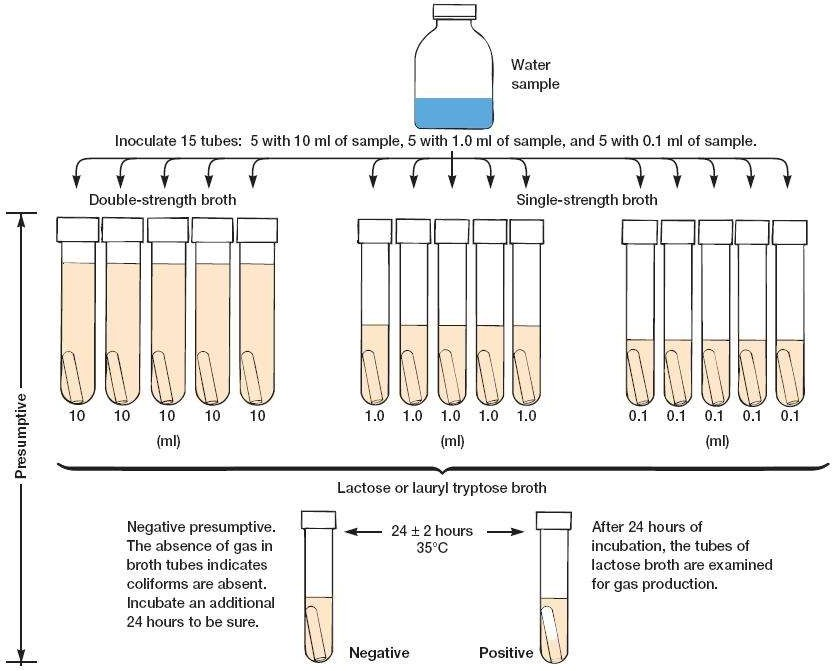 Water
sample
Inoculate 15 tubes: 5 with 10 ml of sample, 5 with 1.0 ml of sample, and 5 with 0.1 ml of sample.
Double-strength broth
Single-strength broth
10 10 10 10 10
1.0 1.0 1.0 1.0 1.0
0.1 0.1 0.1 0.1 0.1
(ml)
(ml)
(ml)
Presumptive
Lactose or lauryl tryptose broth
Negative presumptive.
The absence of gas in
broth tubes indicates
coliforms are absent.
Incubate an additional
24 hours to be sure.
24 ± 2 hours
35°C
After 24 hours of
incubation, the tubes of
lactose broth are examined
for gas production.
Negative
Positive